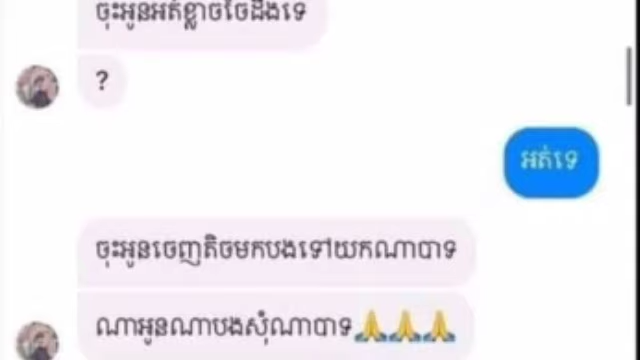 ចុះអូនអត់ខ្លាចចែដឹងទេ
?
អត់ទេ
ចុះអូនចេញតិចមកបងទៅយកណាបាទ
ណាអូនណាបងសុំណាបាទ🙏🙏🙏